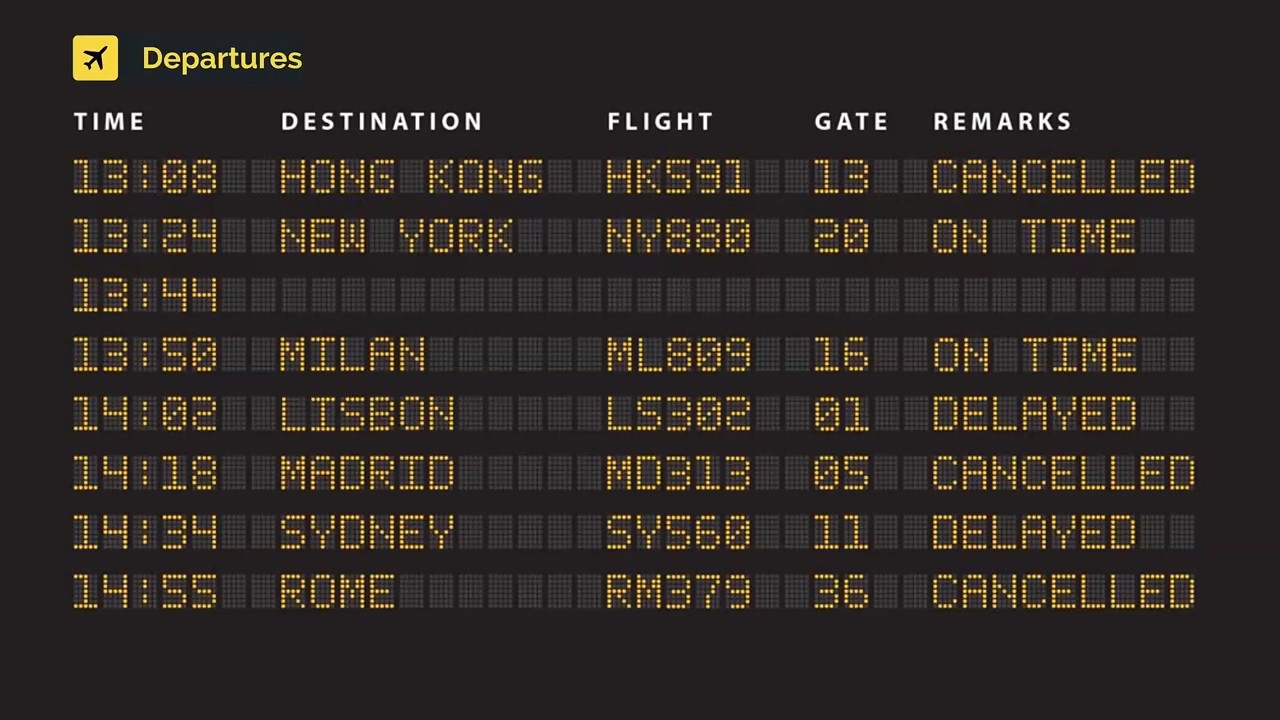 Departures
TIME DESTINATION FLIGHT GATE REMARKS
13:08 HONG KONG HK591 13 CANCELLED
13:24 NEW YORK NY880 20 ON TIME
13:44
13:50 MILAN ML809 16 ON TIME
14:02 LISBON LS302 01 DELAYED
14:18 MADRID MD313 05 CANCELLED
14:34 SYDNEY SY560 11 DELAYED
14:55 ROME RM379 36 CANCELLED